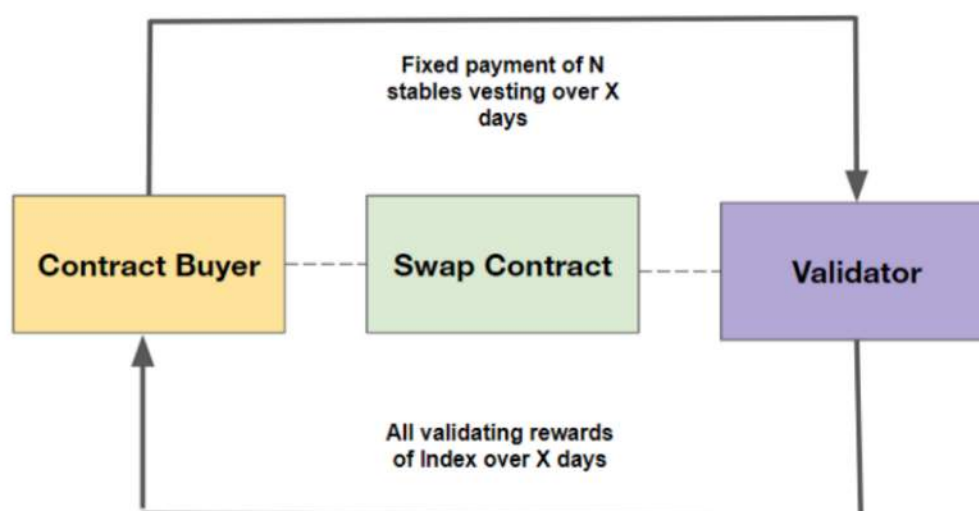 Fixed payment of N
stables vesting over X
days
Contract Buyer
Swap Contract
Validator
All validating rewards
of Index over X days